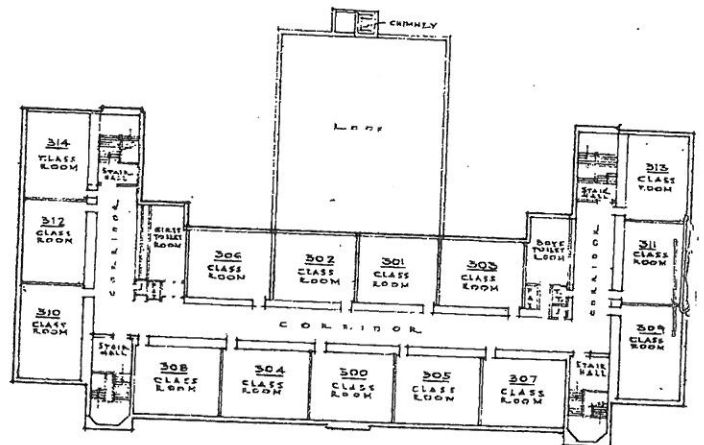 CHIMNEY
ROOF
314
CLASS
ROOM
STAIR
HALL
STAIR
HALL
313
CLASS
ROOM
312
CLASS
ROOM
CORRIDOR
GIRLS
TOILET
ROOM
306
CLASS
ROOM
302
CLASS
ROOM
301
CLASS
ROOM
303
CLASS
ROOM
BOYS
TOILET
ROOM
CORRIDOR
311
CLASS
ROOM
310
CLASS
ROOM
CORRIDOR
309
CLASS
ROOM
STAIR
HALL
308
CLASS
ROOM
304
CLASS
ROOM
300
CLASS
ROOM
305
CLASS
ROOM
307
CLASS
ROOM
STAIR
HALL